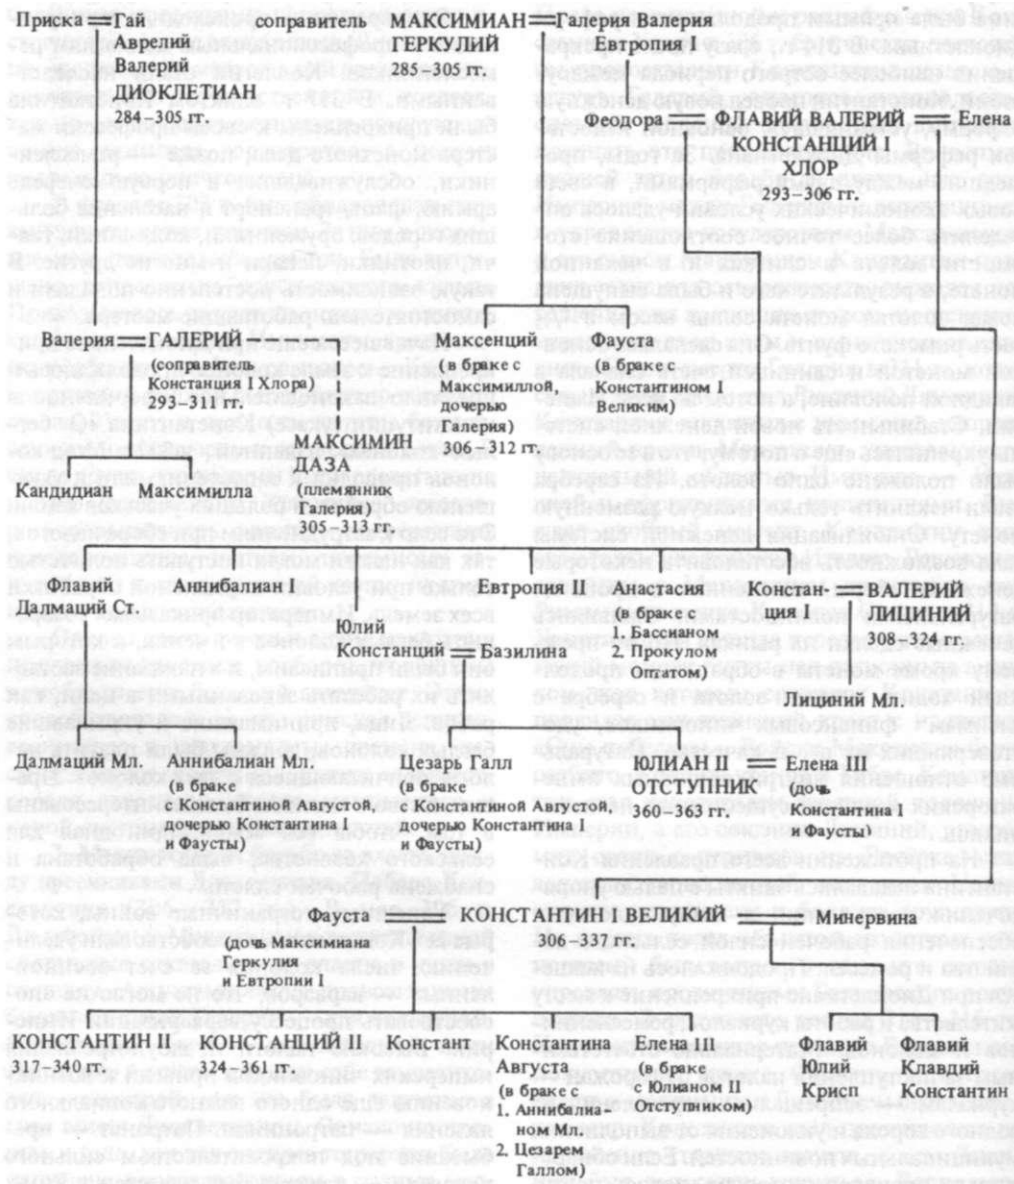 Приска = Гай соправитель МАКСИМИАН = Галерия Валерия
Аврелий ГЕРКУЛИЙ Евтропия I
Валерий 285–305 гг.
ДИОКЛЕТИАН
284–305 гг.
Феодора = ФЛАВИЙ ВАЛЕРИЙ = Елена
КОНСТАНЦИЙ I
ХЛОР
293–306 гг.
Валерия = ГАЛЕРИЙ Максенций Фауста
(соправитель (в браке с (в браке с
Констанция I Хлора) Максимиллой, Константином I
293–311 гг. дочерью Великим)
Галерия)
МАКСИМИН 306–312 гг.
ДАЗА
Кандидиан Максимилла (племянник
Галерия)
305–313 гг.
Флавий Аннибалиан I Евтропия II Анастасия Констан- = ВАЛЕРИЙ
Далмаций Ст. (в браке с ция I ЛИЦИНИЙ
Юлий 1. Бассианом 308–324 гг.
Констанций = Базилина 2. Прокулом
Оптатом)
Лициний Мл.
Далмаций Мл. Аннибалиан Мл. Цезарь Галл ЮЛИАН II = Елена III
(в браке (в браке ОТСТУПНИК (дочь
с Константиной Августой, с Константиной Августой, 360–363 гг. Константина I
дочерью Константина I дочерью Константина I и Фаусты)
и Фаусты) и Фаусты)
Фауста = КОНСТАНТИН I ВЕЛИКИЙ = Минервина
306–337 гг.
(дочь Максимиана
Геркулия
и Евтропии I)
КОНСТАНТИН II КОНСТАНЦИЙ II Констант Константина Елена III Флавий Флавий
317–340 гг. 324–361 гг. Августа (в браке Юлий Клавдий
(в браке с с Юлианом II Крисп Константин
1. Аннибалиа- Отступником)
ном Мл.
2. Цезарем
Галлом)